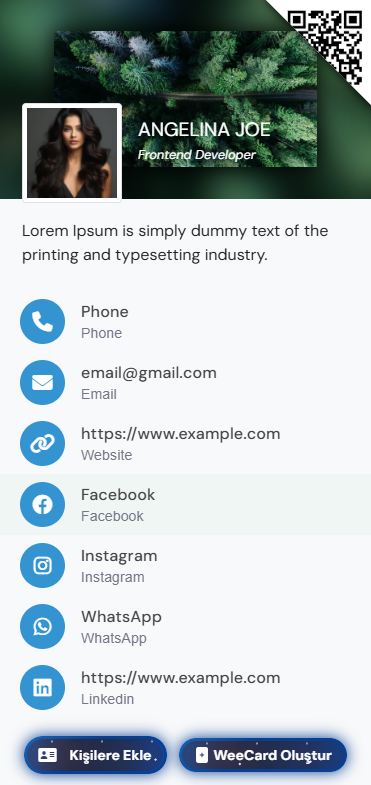 ANGELINA JOE
Frontend Developer
Lorem Ipsum is simply dummy text of the
printing and typesetting industry.
Phone
Phone
email@gmail.com
Email
https://www.example.com
Website
Facebook
Facebook
Instagram
Instagram
WhatsApp
WhatsApp
https://www.example.com
Linkedin
Kişilere Ekle
WeeCard Oluştur